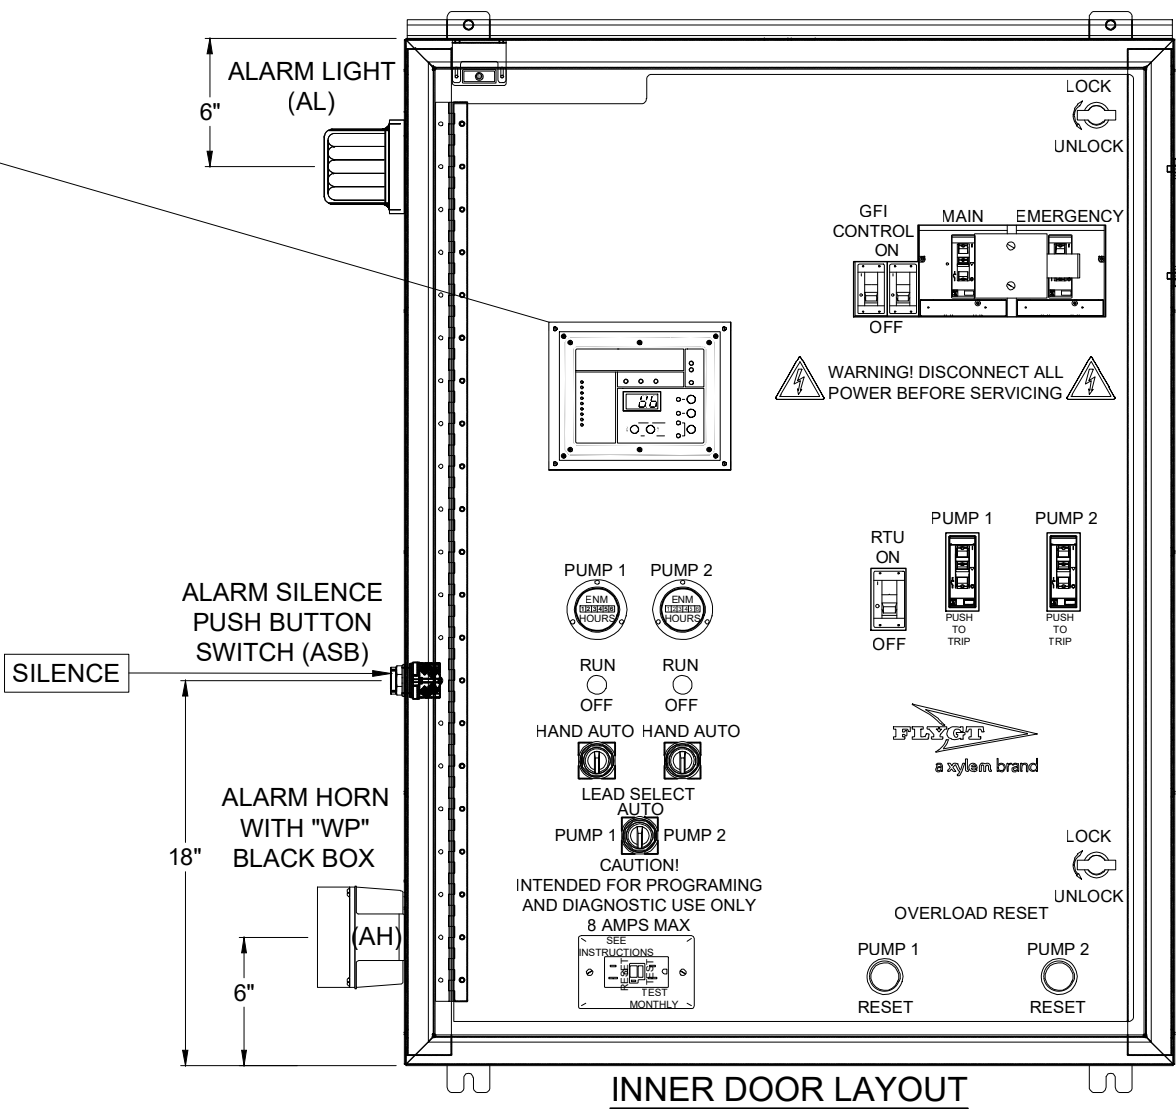 ALARM LIGHT
(AL)
6"
LOCK
UNLOCK
GFI
CONTROL
ON
OFF
MAIN
EMERGENCY
WARNING! DISCONNECT ALL
POWER BEFORE SERVICING
PUMP 1
PUSH
TO
TRIP
PUMP 2
PUSH
TO
TRIP
RTU
ON
OFF
PUMP 1
ENM
123456
HOURS
PUMP 2
ENM
123456
HOURS
RUN
OFF
RUN
OFF
HAND AUTO
HAND AUTO
ALARM SILENCE
PUSH BUTTON
SWITCH (ASB)
SILENCE
FLYGT
a xylem brand
LEAD SELECT
AUTO
PUMP 1
PUMP 2
CAUTION!
INTENDED FOR PROGRAMING
AND DIAGNOSTIC USE ONLY
8 AMPS MAX
SEE
INSTRUCTIONS
RESET
TEST
TEST
MONTHLY
ALARM HORN
WITH "WP"
BLACK BOX
18"
(AH)
6"
LOCK
UNLOCK
OVERLOAD RESET
PUMP 1
RESET
PUMP 2
RESET
INNER DOOR LAYOUT